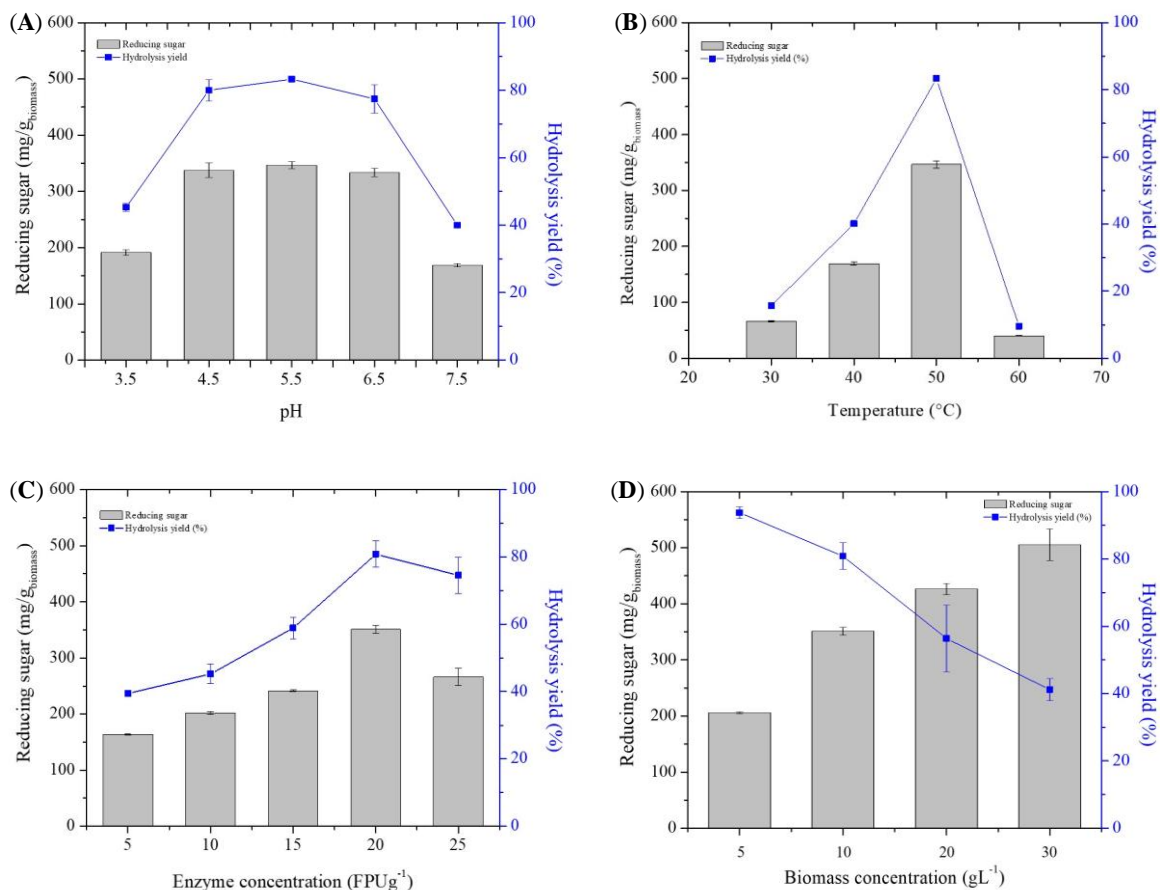 (A)
600
500
400
300
200
100
0
Reducing sugar (mg/g biomass)
Reducing sugar
Hydrolysis yield
100
80
60
40
20
0
Hydrolysis yield (%)
3.5 4.5 5.5 6.5 7.5
pH
(B)
600
500
400
300
200
100
0
Reducing sugar (mg/g biomass)
Reducing sugar
Hydrolysis yield (%)
100
80
60
40
20
0
Hydrolysis yield (%)
20 30 40 50 60 70
Temperature (°C)
(C)
600
500
400
300
200
100
0
Reducing sugar (mg/g biomass)
Reducing sugar
Hydrolysis yield (%)
100
80
60
40
20
0
Hydrolysis yield (%)
5 10 15 20 25
Enzyme concentration (FPUg-1)
(D)
600
500
400
300
200
100
0
Reducing sugar (mg/g biomass)
Reducing sugar
Hydrolysis yield (%)
100
80
60
40
20
0
Hydrolysis yield (%)
5 10 20 30
Biomass concentration (gL-1)